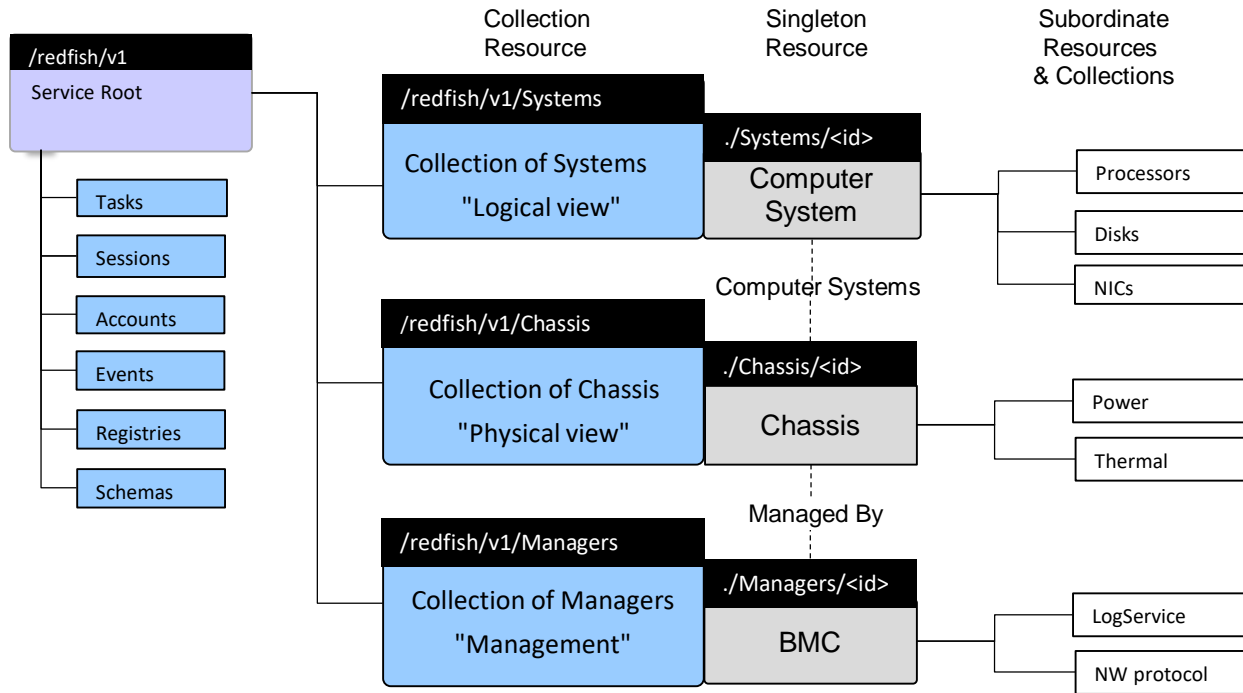 Collection
Resource
Singleton
Resource
Subordinate
Resources
& Collections
/redfish/v1
Service Root
Tasks
Sessions
Accounts
Events
Registries
Schemas
/redfish/v1/Systems
Collection of Systems
"Logical view"
./Systems/<id>
Computer
System
Processors
Disks
NICs
Computer Systems
/redfish/v1/Chassis
Collection of Chassis
"Physical view"
./Chassis/<id>
Chassis
Power
Thermal
Managed By
/redfish/v1/Managers
Collection of Managers
"Management"
./Managers/<id>
BMC
LogService
NW protocol